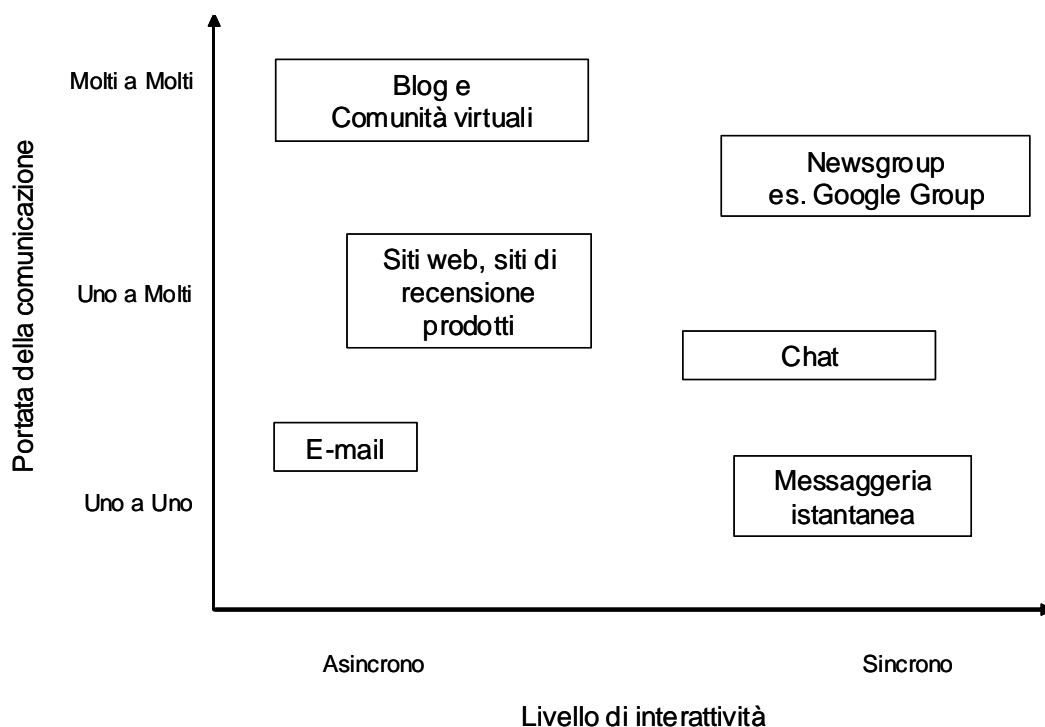 Molti a Molti
Blog e
Comunità virtuali
Newsgroup
es. Google Group
Portata della comunicazione
Uno a Molti
Siti web, siti di
recensione
prodotti
Chat
E-mail
Uno a Uno
Messaggeria
istantanea
Asincrono
Sincrono
Livello di interattività